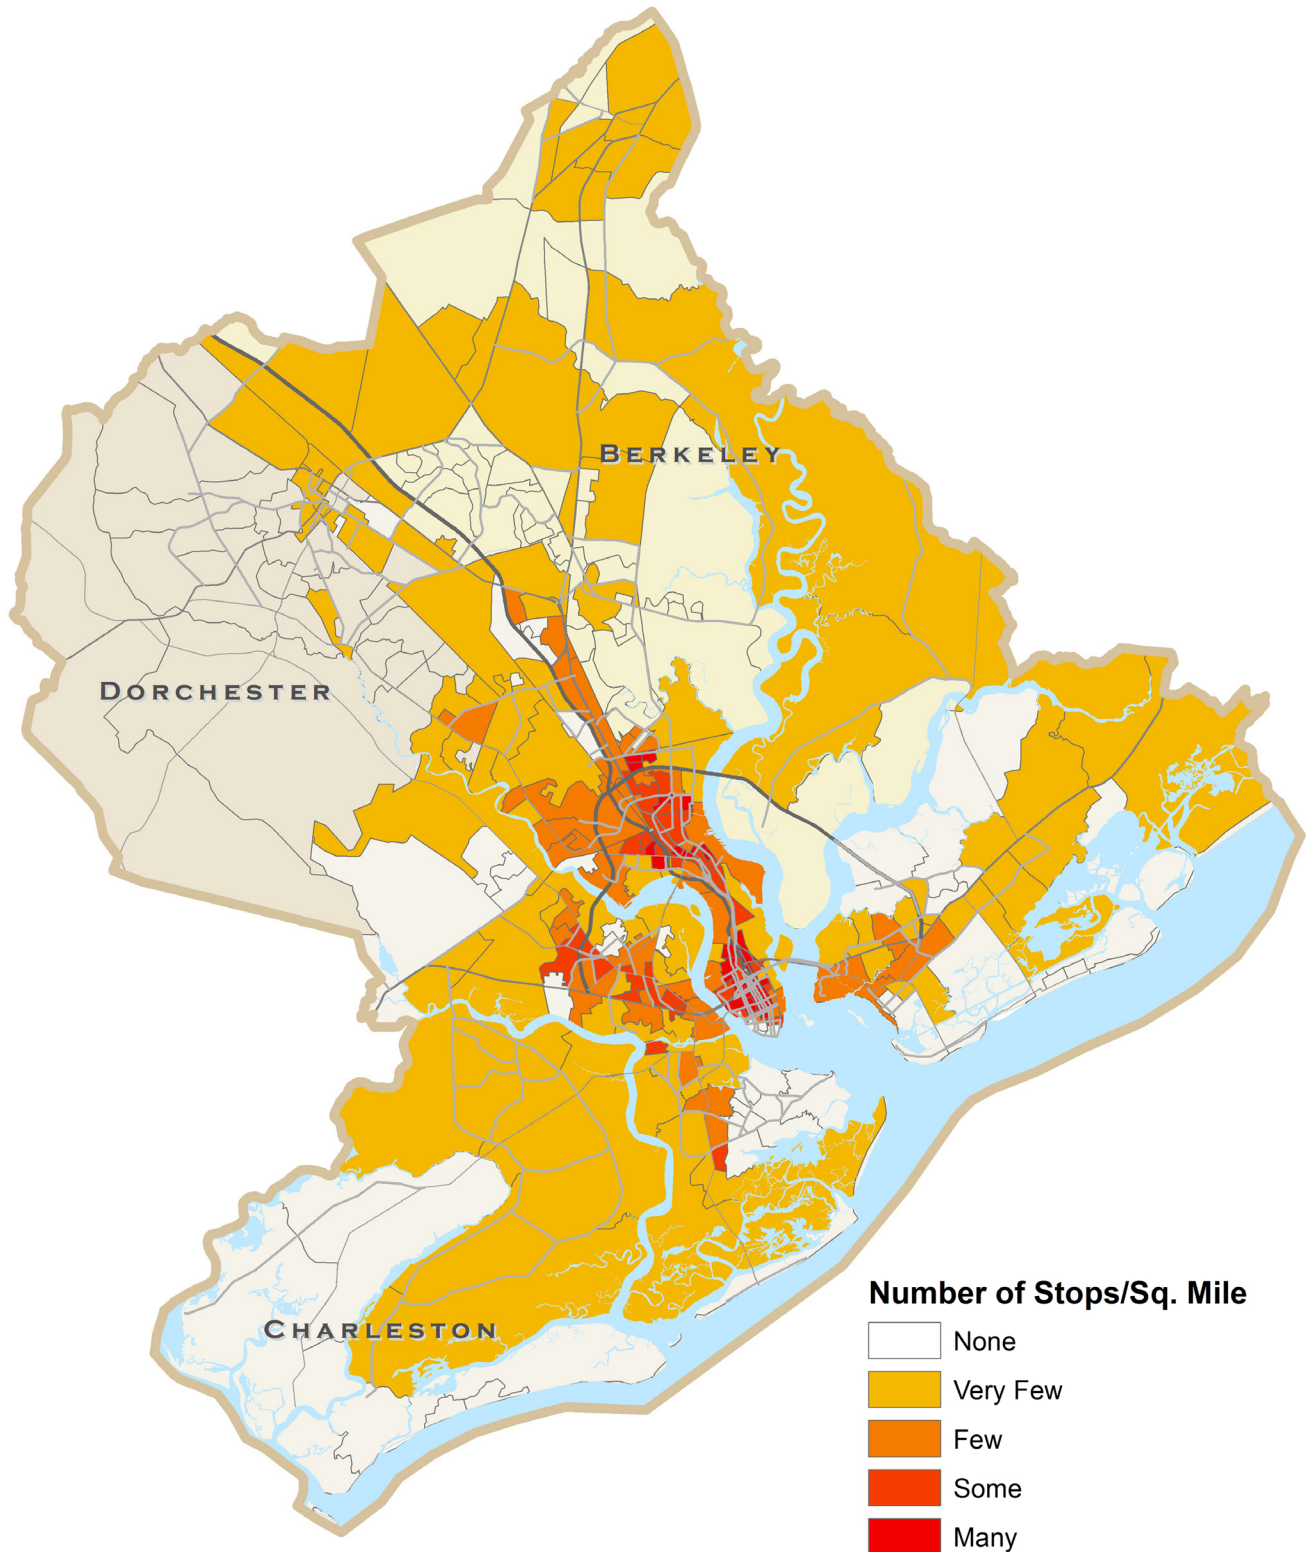 BERKELEY
DORCHESTER
CHARLESTON
Number of Stops/Sq. Mile
None
Very Few
Few
Some
Many